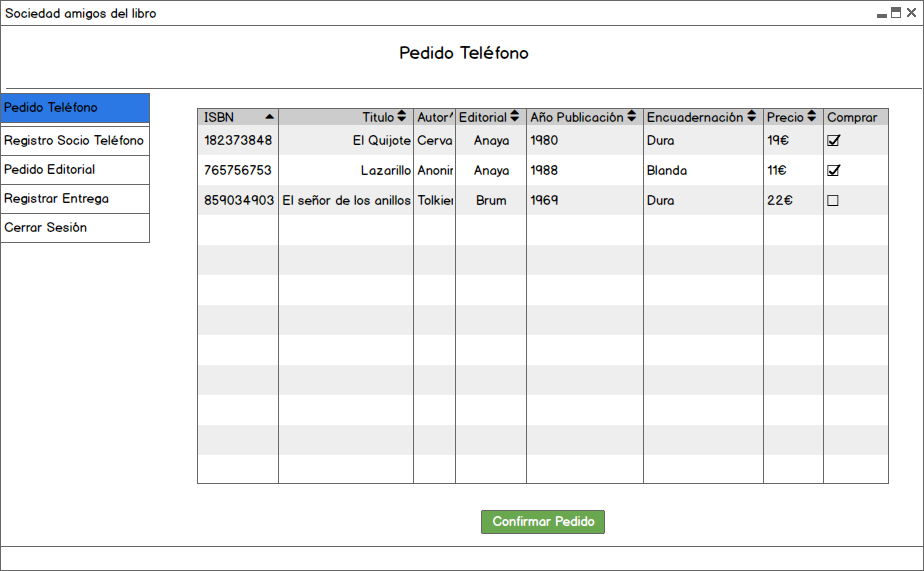 Sociedad amigos del libro
Pedido Teléfono
Pedido Teléfono
Registro Socio Teléfono
Pedido Editorial
Registrar Entrega
Cerrar Sesión
ISBN Titulo Autor Editorial Año Publicación Encuadernación Precio Comprar
182373848 El Quijote Cerva Anaya 1980 Dura 19€
765756753 Lazarillo Anonir Anaya 1988 Blanda 11€
859034903 El señor de los anillos Tolkie Brum 1969 Dura 22€
Confirmar Pedido